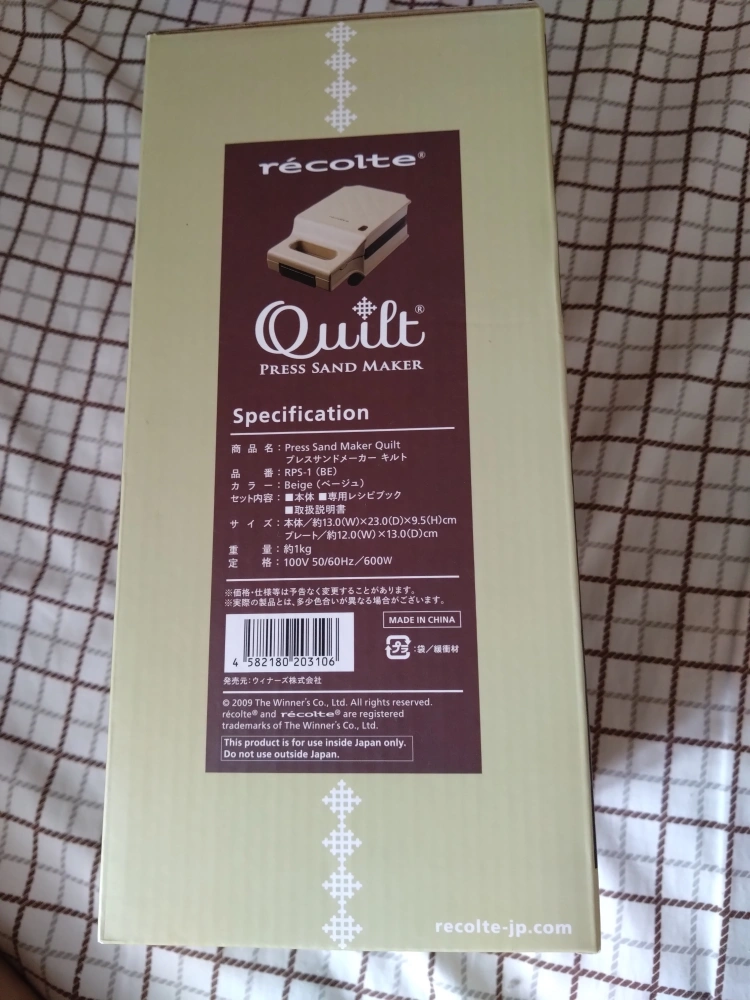 récolte®
Quilt®
PRESS SAND MAKER
Specification
商品名：Press Sand Maker Quilt
プレスサンドメーカー キルト
品番：RPS-1（BE）
カラー：Beige（ベージュ）
セット内容：■本体 ■専用レシピブック
■取扱説明書
サイズ：本体／約13.0(W)×23.0(D)×9.5(H)cm
プレート／約12.0(W)×13.0(D)cm
重量：約1kg
定格：100V 50/60Hz／600W
※価格・仕様等は予告なく変更することがあります。
※実際の製品とは、多少色合いが異なる場合がございます。
MADE IN CHINA
4 582180 203106
プラ：袋／緩衝材
発売元：ウィナーズ株式会社
© 2009 The Winner's Co., Ltd. All rights reserved.
récolte® and récolte® are registered
trademarks of The Winner's Co., Ltd.
This product is for use inside Japan only.
Do not use outside Japan.
recolte-jp.com